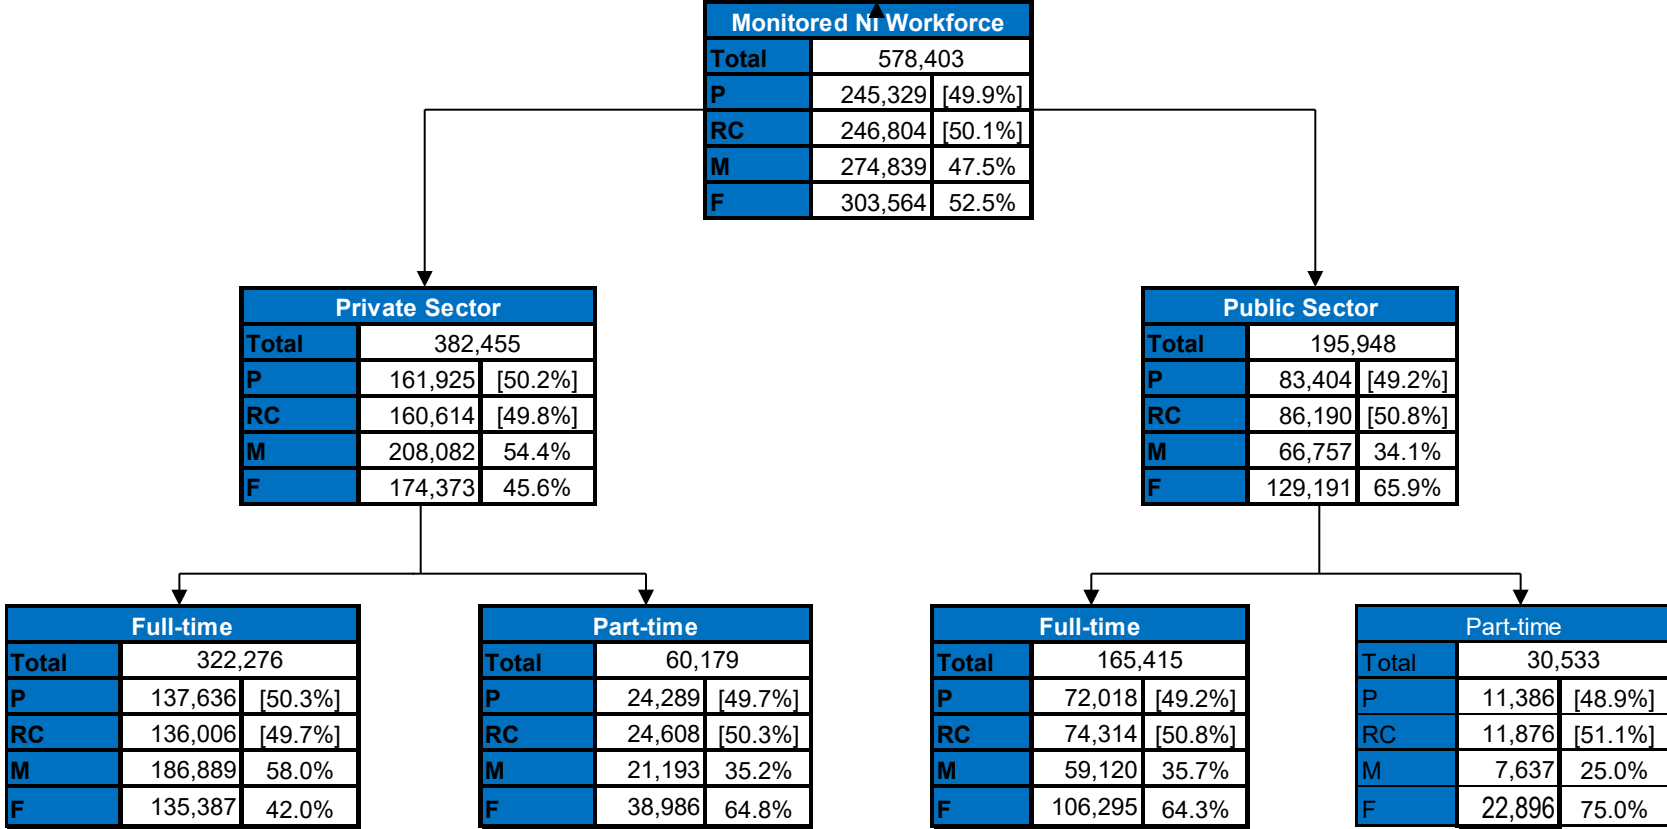 Monitored NI Workforce
Total 578,403
P 245,329 [49.9%]
RC 246,804 [50.1%]
M 274,839 47.5%
F 303,564 52.5%
Private Sector
Total 382,455
P 161,925 [50.2%]
RC 160,614 [49.8%]
M 208,082 54.4%
F 174,373 45.6%
Public Sector
Total 195,948
P 83,404 [49.2%]
RC 86,190 [50.8%]
M 66,757 34.1%
F 129,191 65.9%
Full-time
Total 322,276
P 137,636 [50.3%]
RC 136,006 [49.7%]
M 186,889 58.0%
F 135,387 42.0%
Part-time
Total 60,179
P 24,289 [49.7%]
RC 24,608 [50.3%]
M 21,193 35.2%
F 38,986 64.8%
Full-time
Total 165,415
P 72,018 [49.2%]
RC 74,314 [50.8%]
M 59,120 35.7%
F 106,295 64.3%
Part-time
Total 30,533
P 11,386 [48.9%]
RC 11,876 [51.1%]
M 7,637 25.0%
F 22,896 75.0%